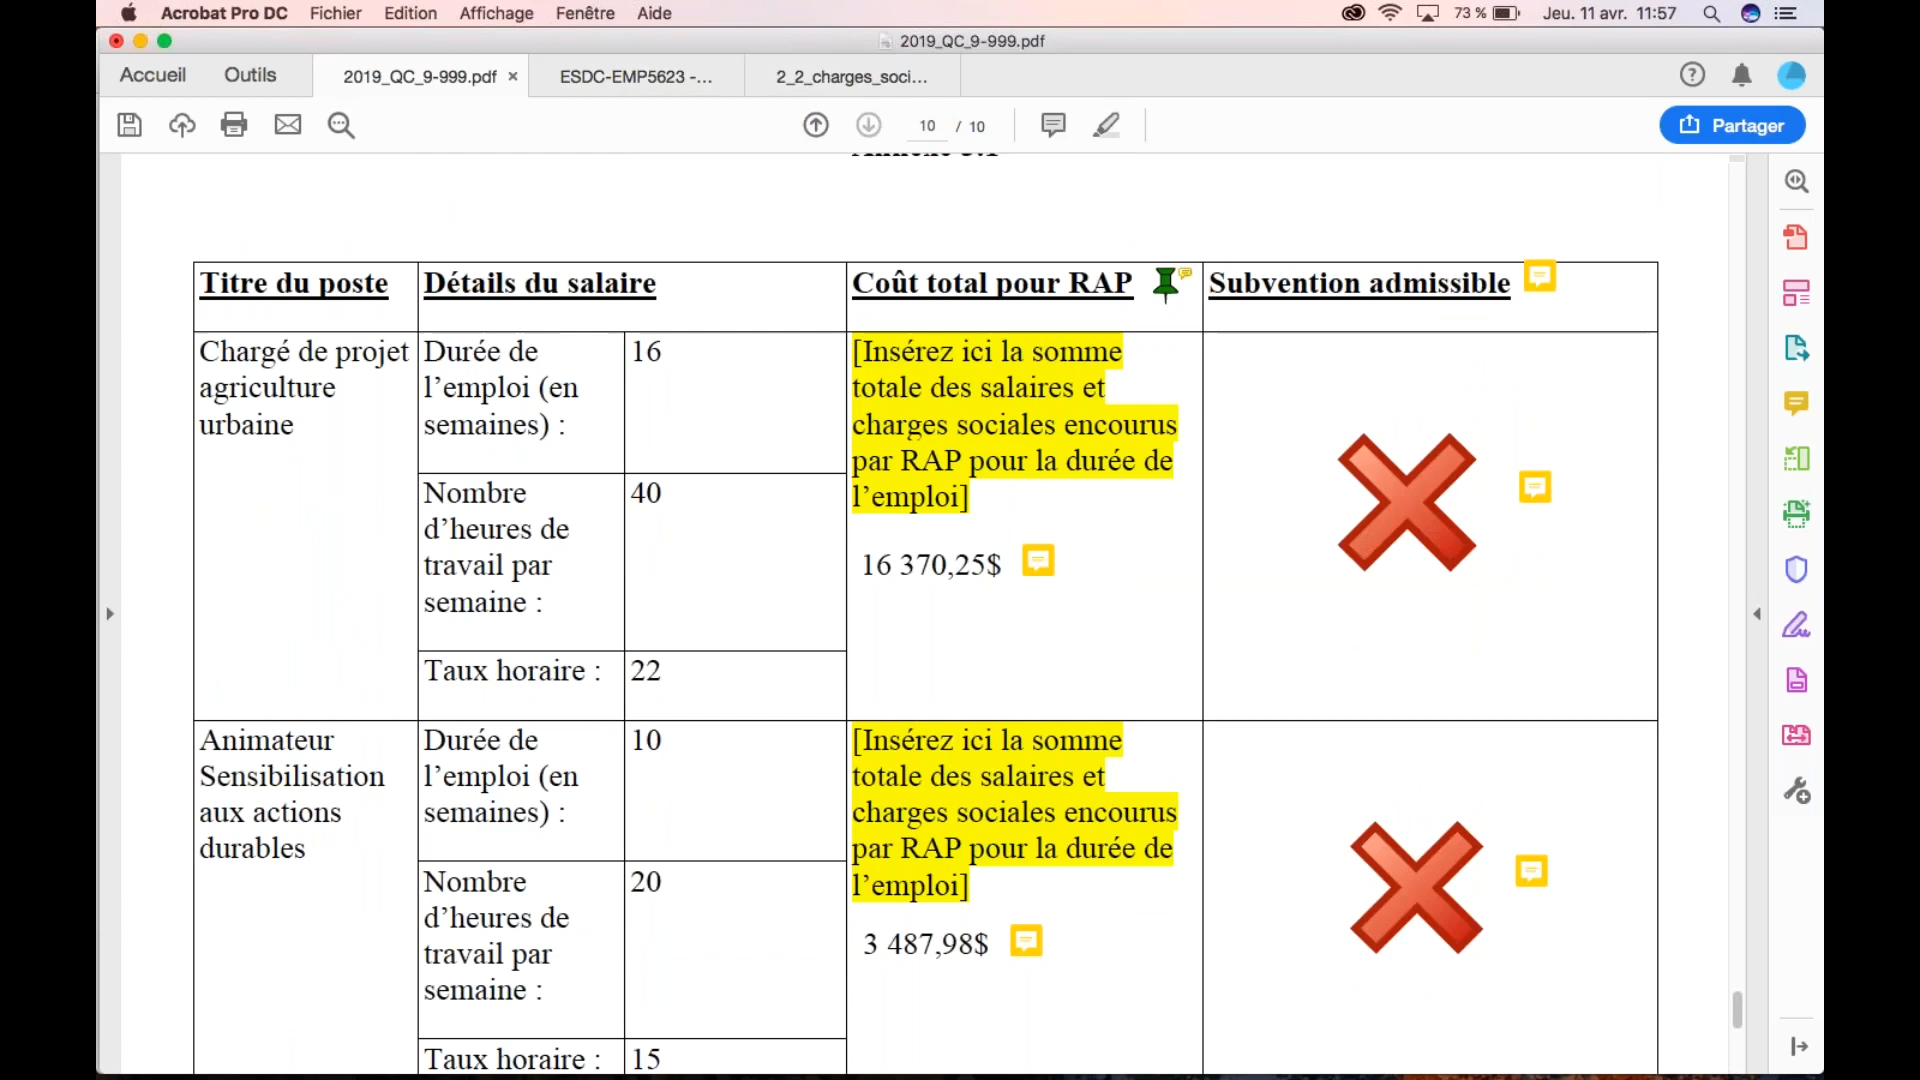 Acrobat Pro DC Fichier Edition Affichage Fenêtre Aide 73 % Jeu. 11 avr. 11:57
2019_QC_9-999.pdf
Accueil Outils 2019_QC_9-999.pdf × ESDC-EMP5623 -... 2_2_charges_soci...
10 / 10 Partager
Titre du poste Détails du salaire Coût total pour RAP Subvention admissible
Chargé de projet
agriculture
urbaine
Durée de
l’emploi (en
semaines) :
16
Nombre
d’heures de
travail par
semaine :
40
Taux horaire :
22
[Insérez ici la somme
totale des salaires et
charges sociales encourus
par RAP pour la durée de
l’emploi]
16 370,25$
Animateur
Sensibilisation
aux actions
durables
Durée de
l’emploi (en
semaines) :
10
Nombre
d’heures de
travail par
semaine :
20
Taux horaire :
15
[Insérez ici la somme
totale des salaires et
charges sociales encourus
par RAP pour la durée de
l’emploi]
3 487,98$